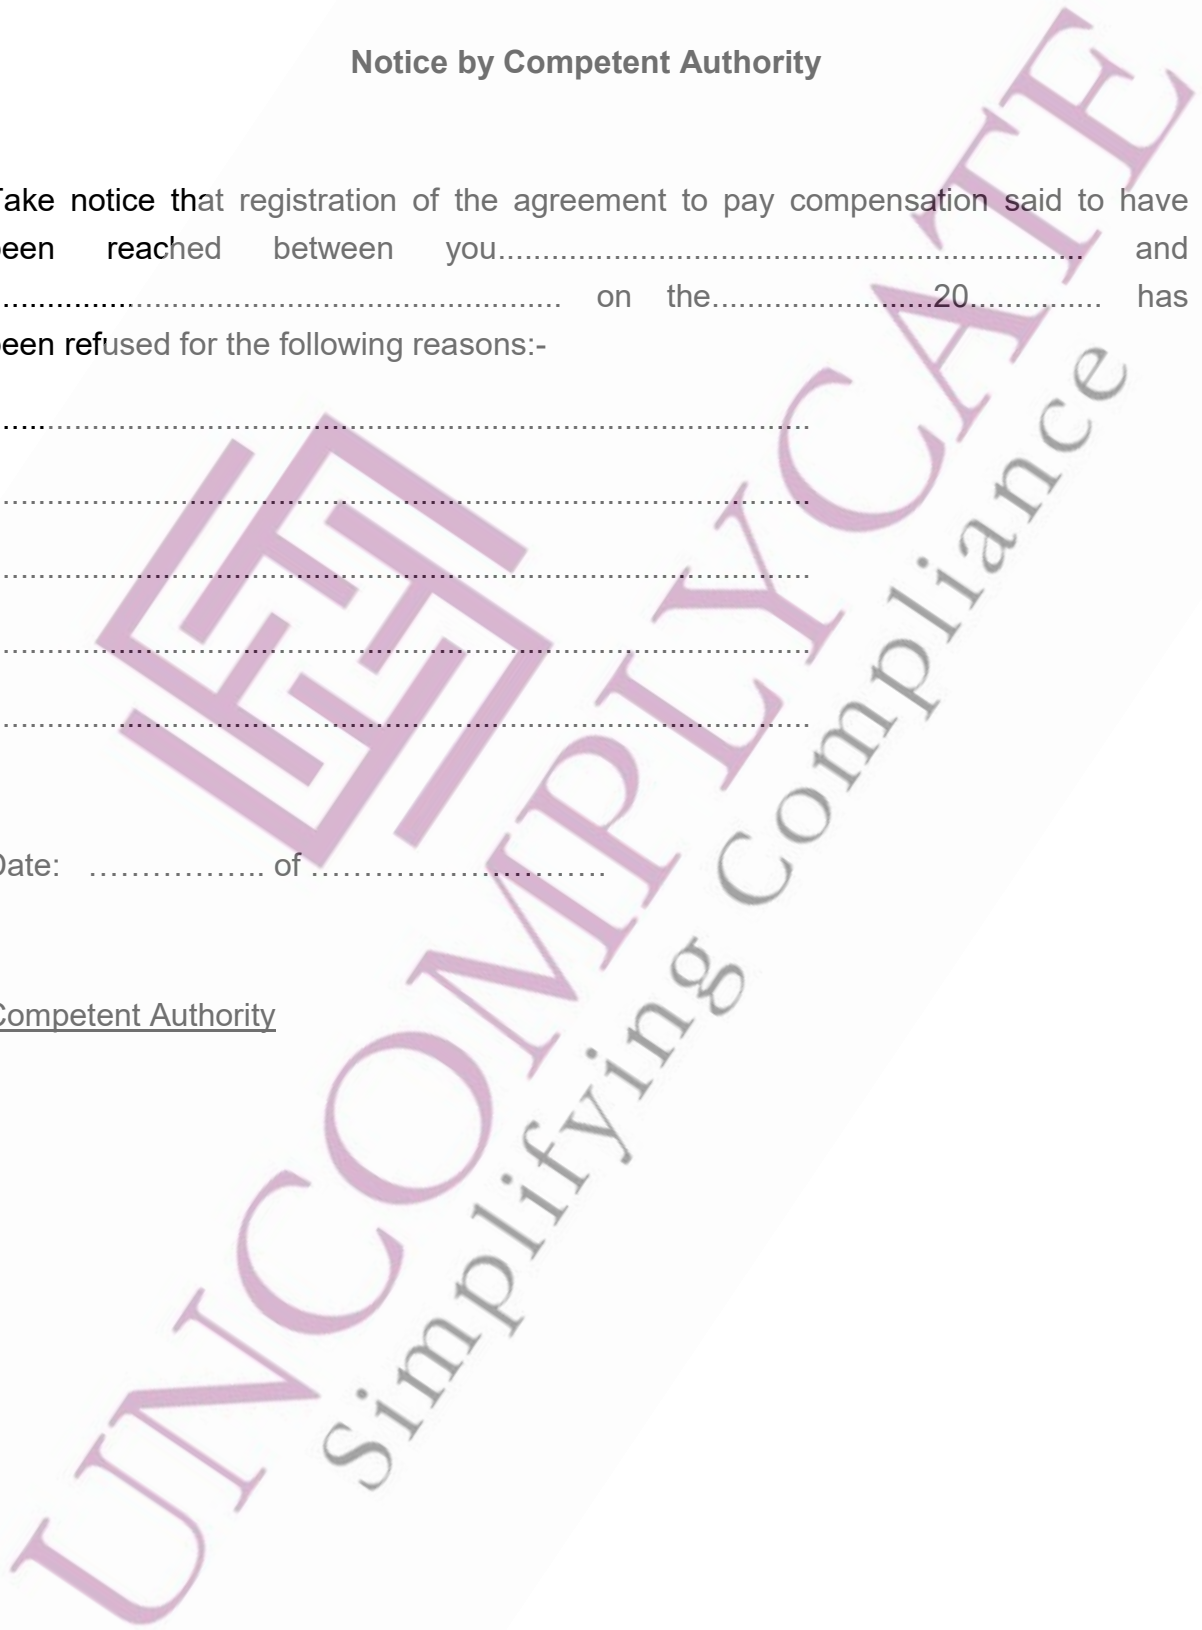 Notice by Competent Authority
Take notice that registration of the agreement to pay compensation said to have
been reached between you.................................................................. and
............................................................... on the.........................20............... has
been refused for the following reasons:-
...........................................................................................
...........................................................................................
...........................................................................................
...........................................................................................
...........................................................................................
Date: …………….. of ……………………….
Competent Authority
UNCOMPLYCATE
Simplifying Compliance